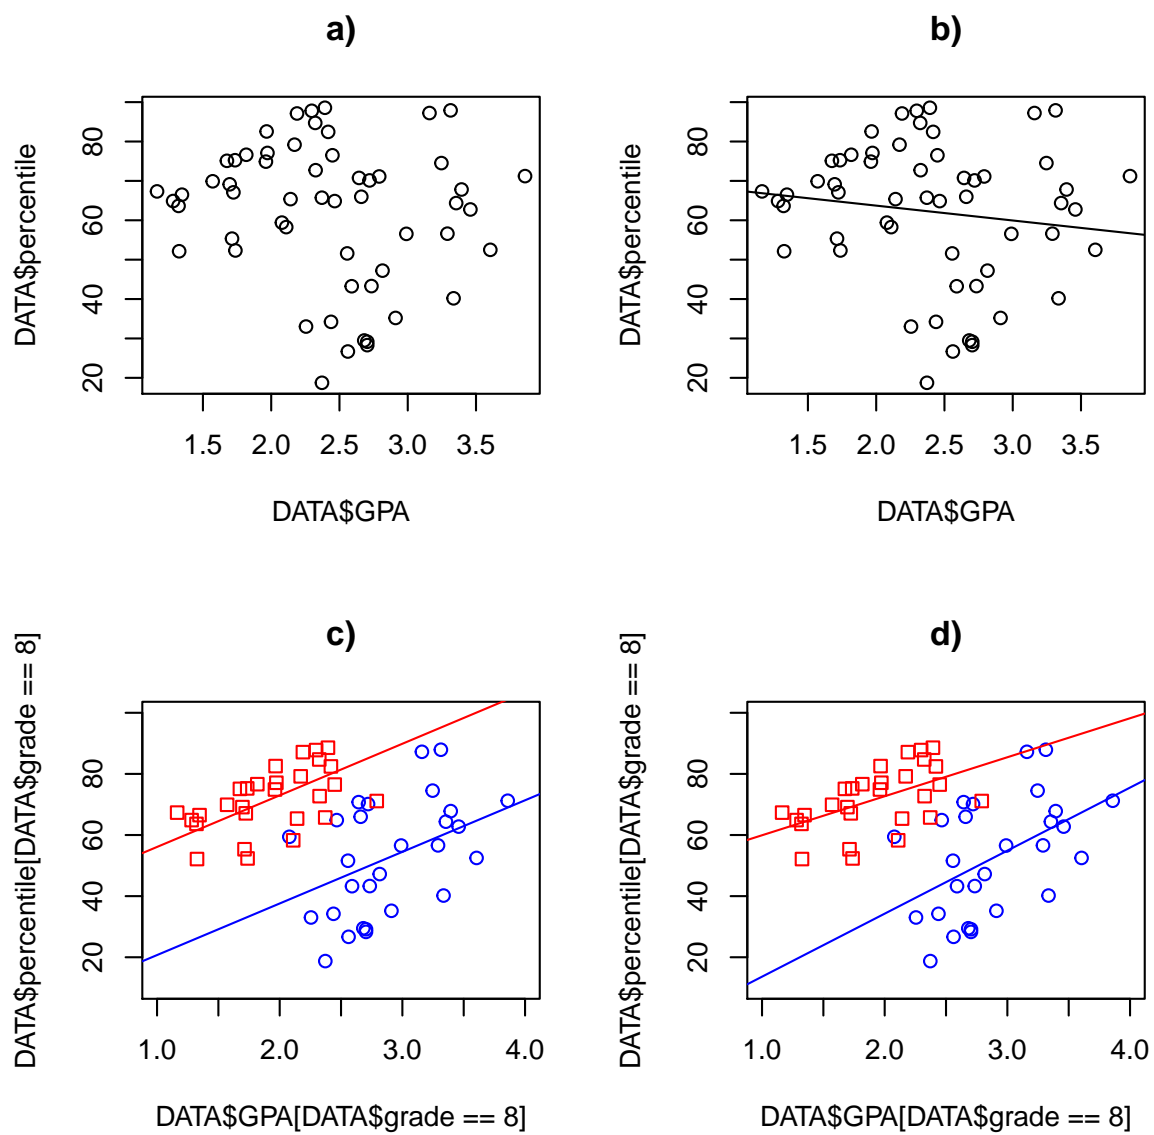 a)
DATA$percentile
20 40 60 80
1.5 2.0 2.5 3.0 3.5
DATA$GPA
b)
DATA$percentile
20 40 60 80
1.5 2.0 2.5 3.0 3.5
DATA$GPA
c)
DATA$percentile[DATA$grade == 8]
20 40 60 80
1.0 2.0 3.0 4.0
DATA$GPA[DATA$grade == 8]
d)
DATA$percentile[DATA$grade == 8]
20 40 60 80
1.0 2.0 3.0 4.0
DATA$GPA[DATA$grade == 8]